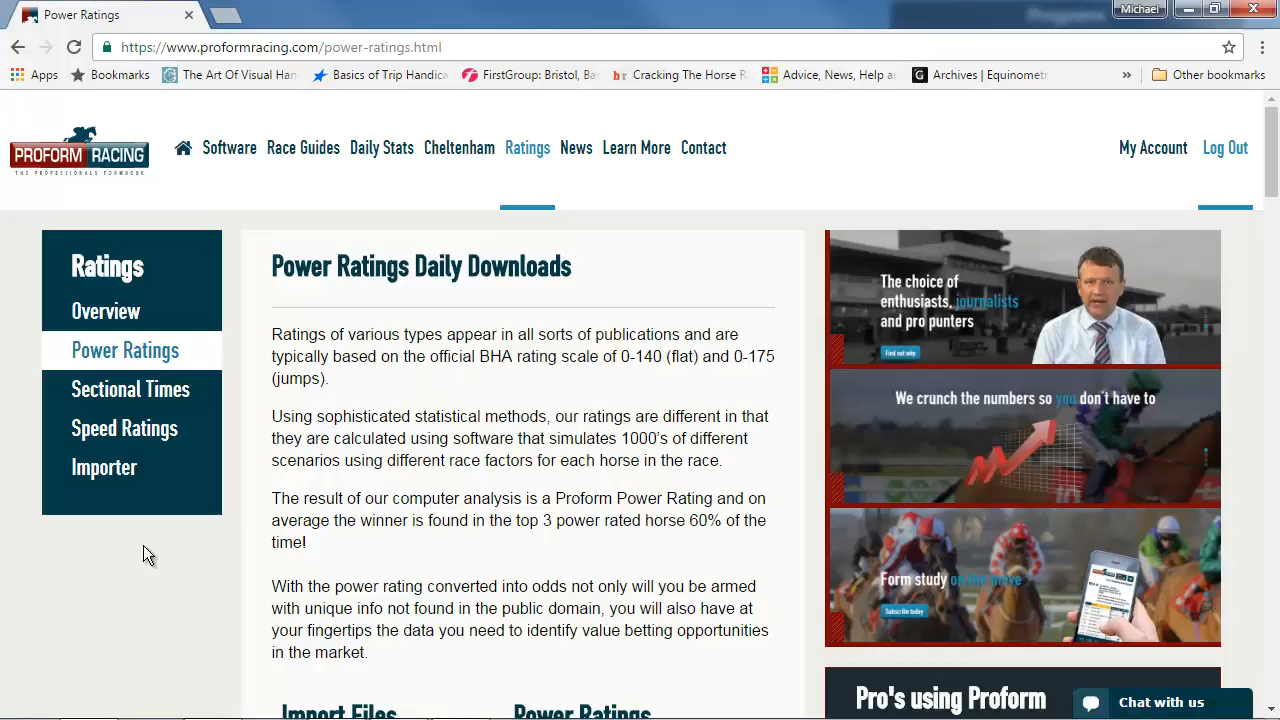 Programs
Michael
Power Ratings
https://www.proformracing.com/power-ratings.html
Apps Bookmarks The Art Of Visual Han Basics of Trip Handica FirstGroup: Bristol, Ba Cracking The Horse R Advice, News, Help a Archives | Equinometr » Other bookmarks
PROFORM RACING
THE PROFESSIONALS FORMBOOK
Software Race Guides Daily Stats Cheltenham Ratings News Learn More Contact My Account Log Out
Ratings
Overview
Power Ratings
Sectional Times
Speed Ratings
Importer
Power Ratings Daily Downloads
Ratings of various types appear in all sorts of publications and are
typically based on the official BHA rating scale of 0-140 (flat) and 0-175
(jumps).
Using sophisticated statistical methods, our ratings are different in that
they are calculated using software that simulates 1000's of different
scenarios using different race factors for each horse in the race.
The result of our computer analysis is a Proform Power Rating and on
average the winner is found in the top 3 power rated horse 60% of the
time!
With the power rating converted into odds not only will you be armed
with unique info not found in the public domain, you will also have at
your fingertips the data you need to identify value betting opportunities
in the market.
Import Files Power Ratings
The choice of
enthusiasts, journalists
and pro punters
Find out why
We crunch the numbers so you don't have to
Form study on the move
Subscribe today
Pro's using Proform
Chat with us